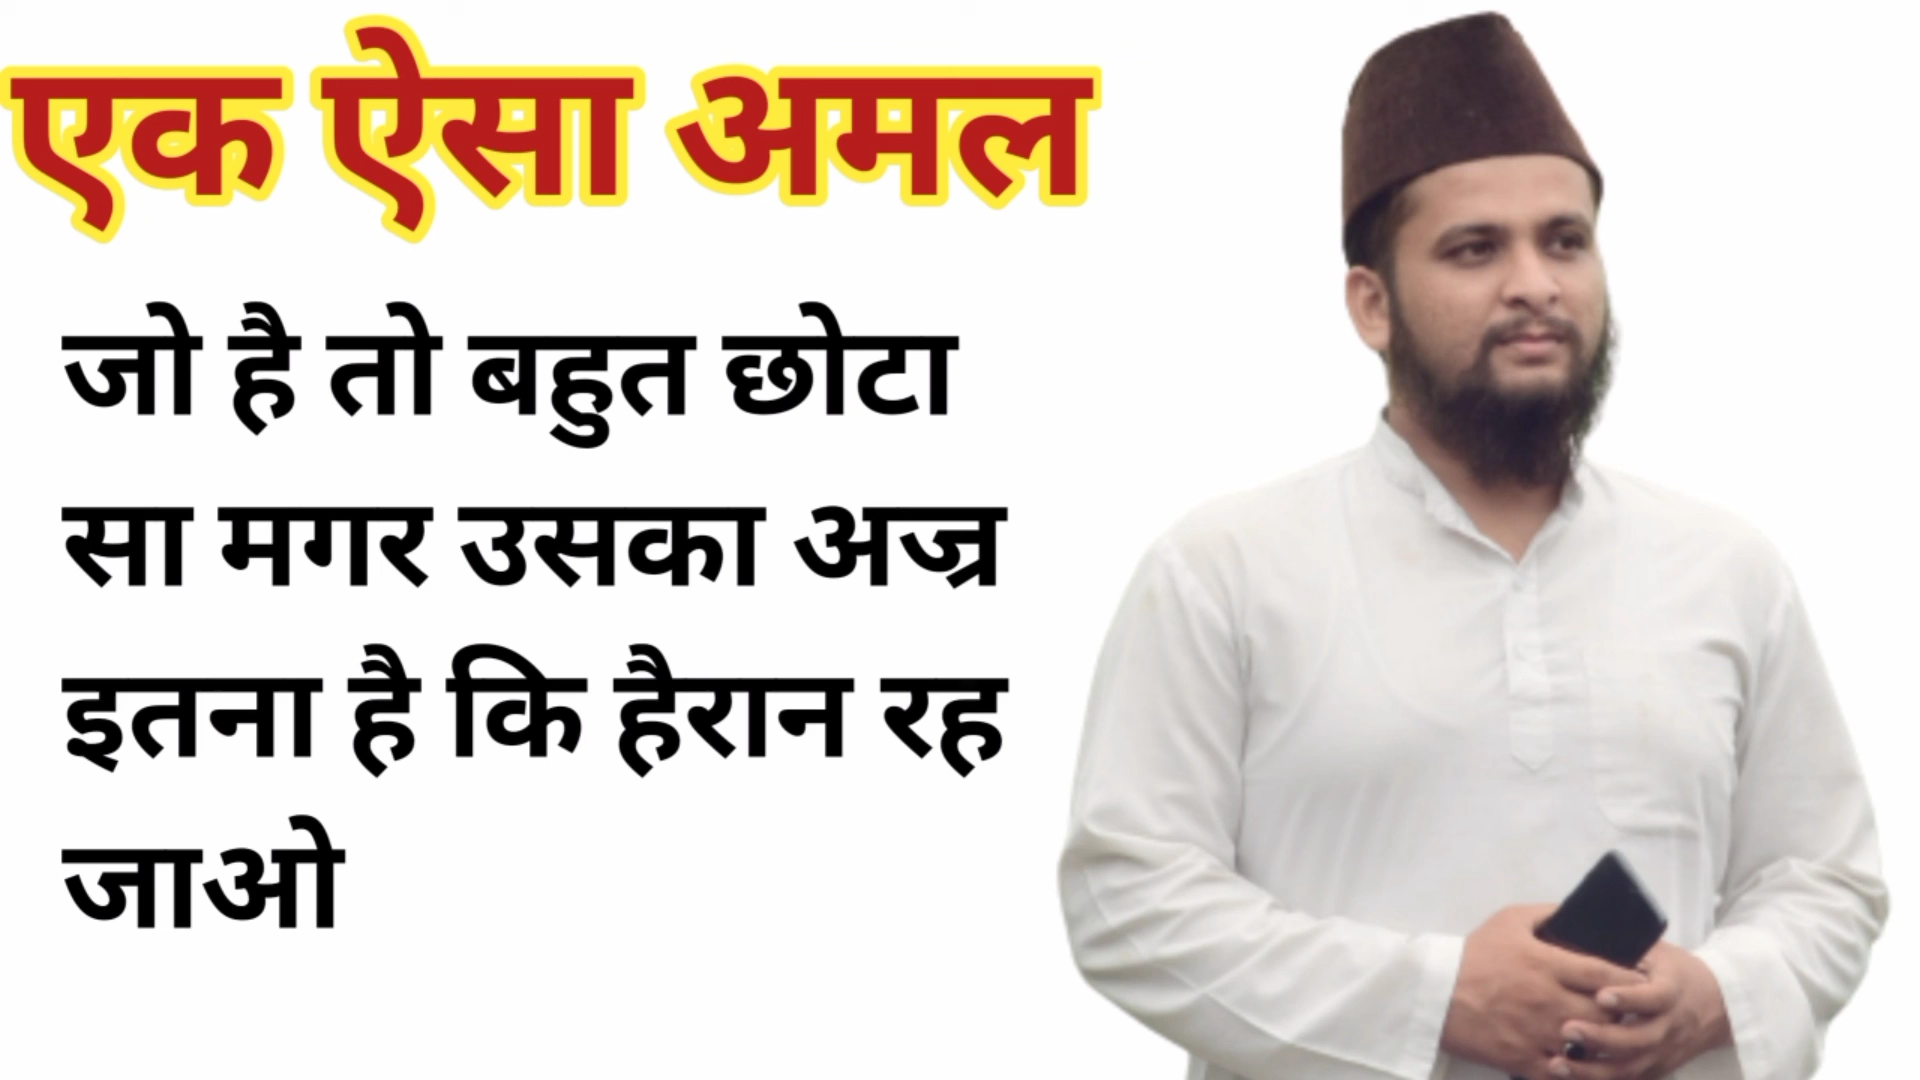 एक ऐसा अमल
जो है तो बहुत छोटा
सा मगर उसका अज्र
इतना है कि हैरान रह
जाओ